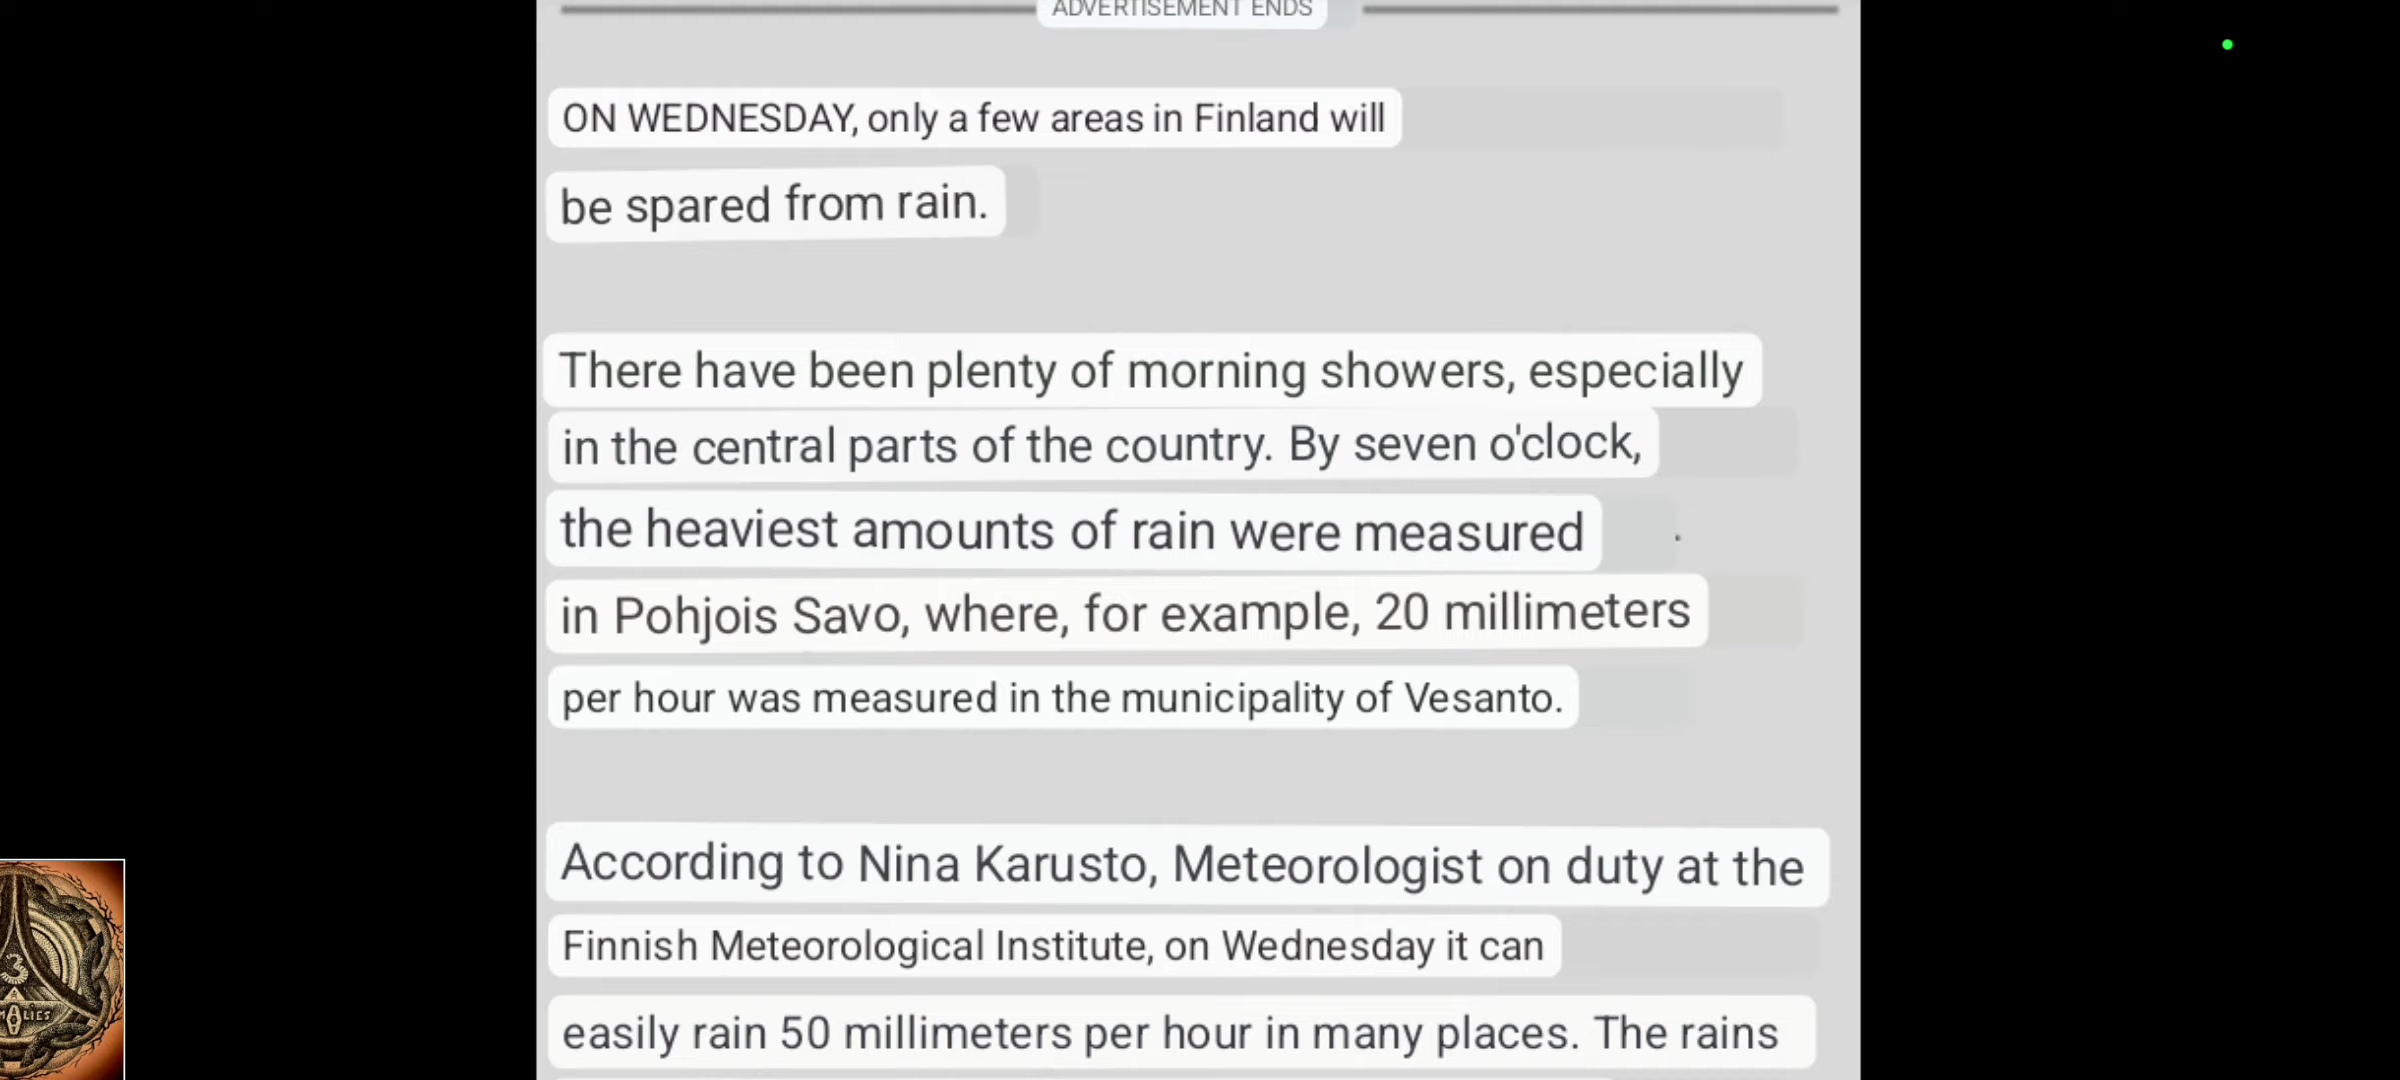 ADVERTISEMENT ENDS
ON WEDNESDAY, only a few areas in Finland will
be spared from rain.
There have been plenty of morning showers, especially
in the central parts of the country. By seven o'clock,
the heaviest amounts of rain were measured
in Pohjois Savo, where, for example, 20 millimeters
per hour was measured in the municipality of Vesanto.
According to Nina Karusto, Meteorologist on duty at the
Finnish Meteorological Institute, on Wednesday it can
easily rain 50 millimeters per hour in many places. The rains